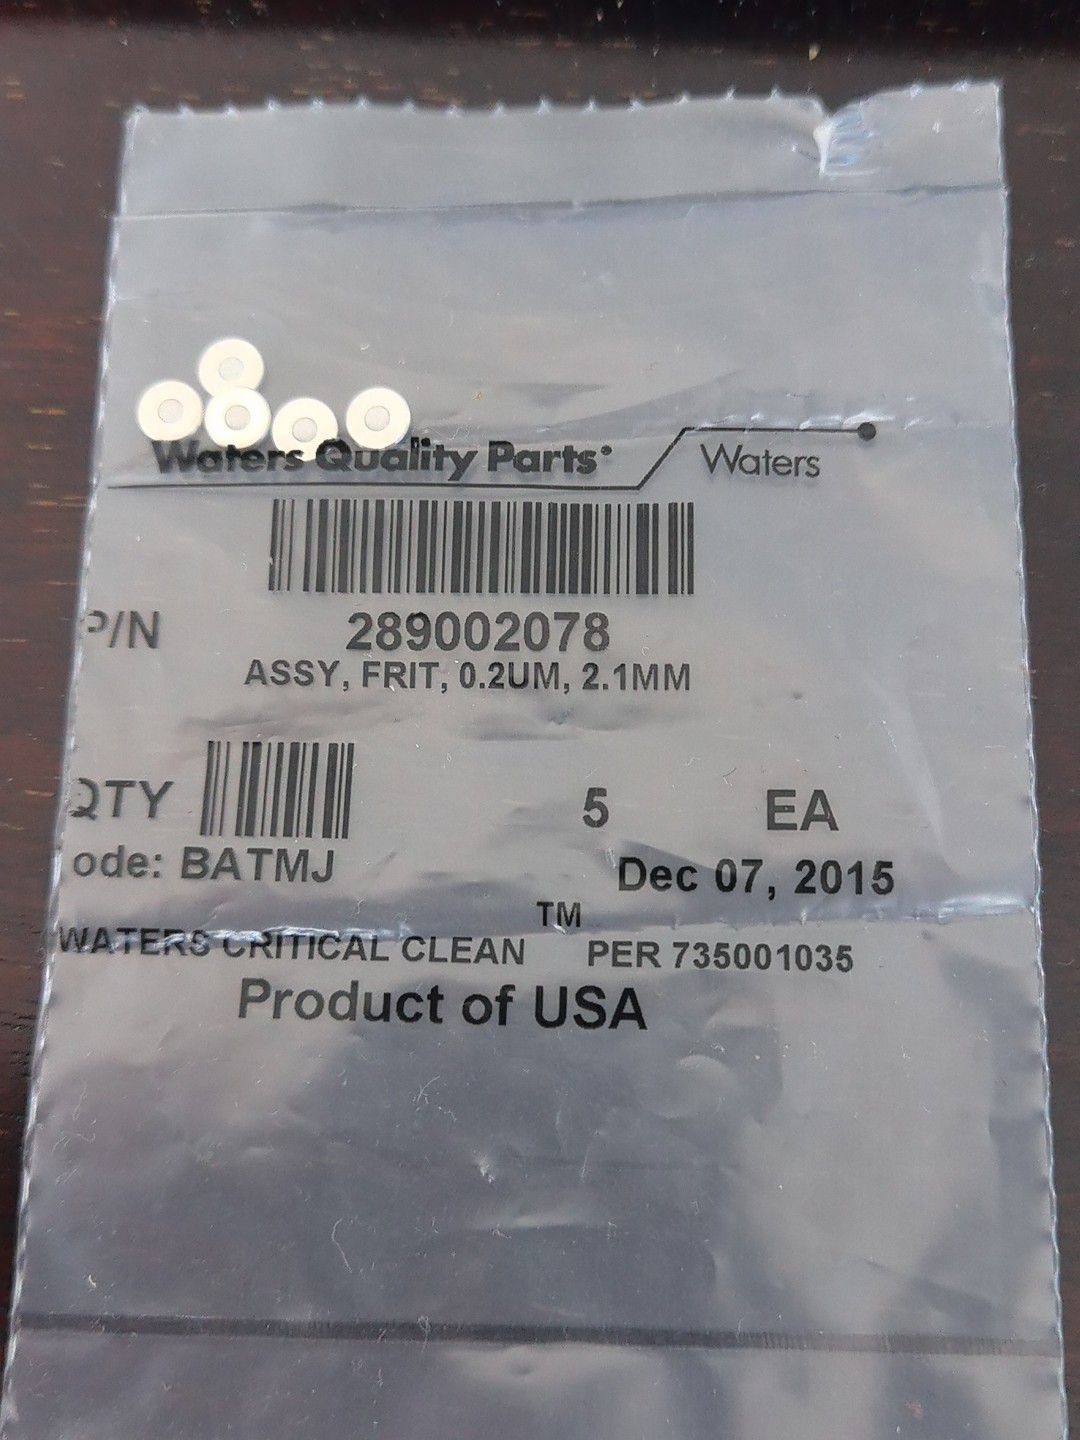 Waters Quality Parts®
Waters
P/N 289002078
ASSY, FRIT, 0.2UM, 2.1MM
QTY 5 EA
ode: BATMJ Dec 07, 2015
WATERS CRITICAL CLEAN TM PER 735001035
Product of USA